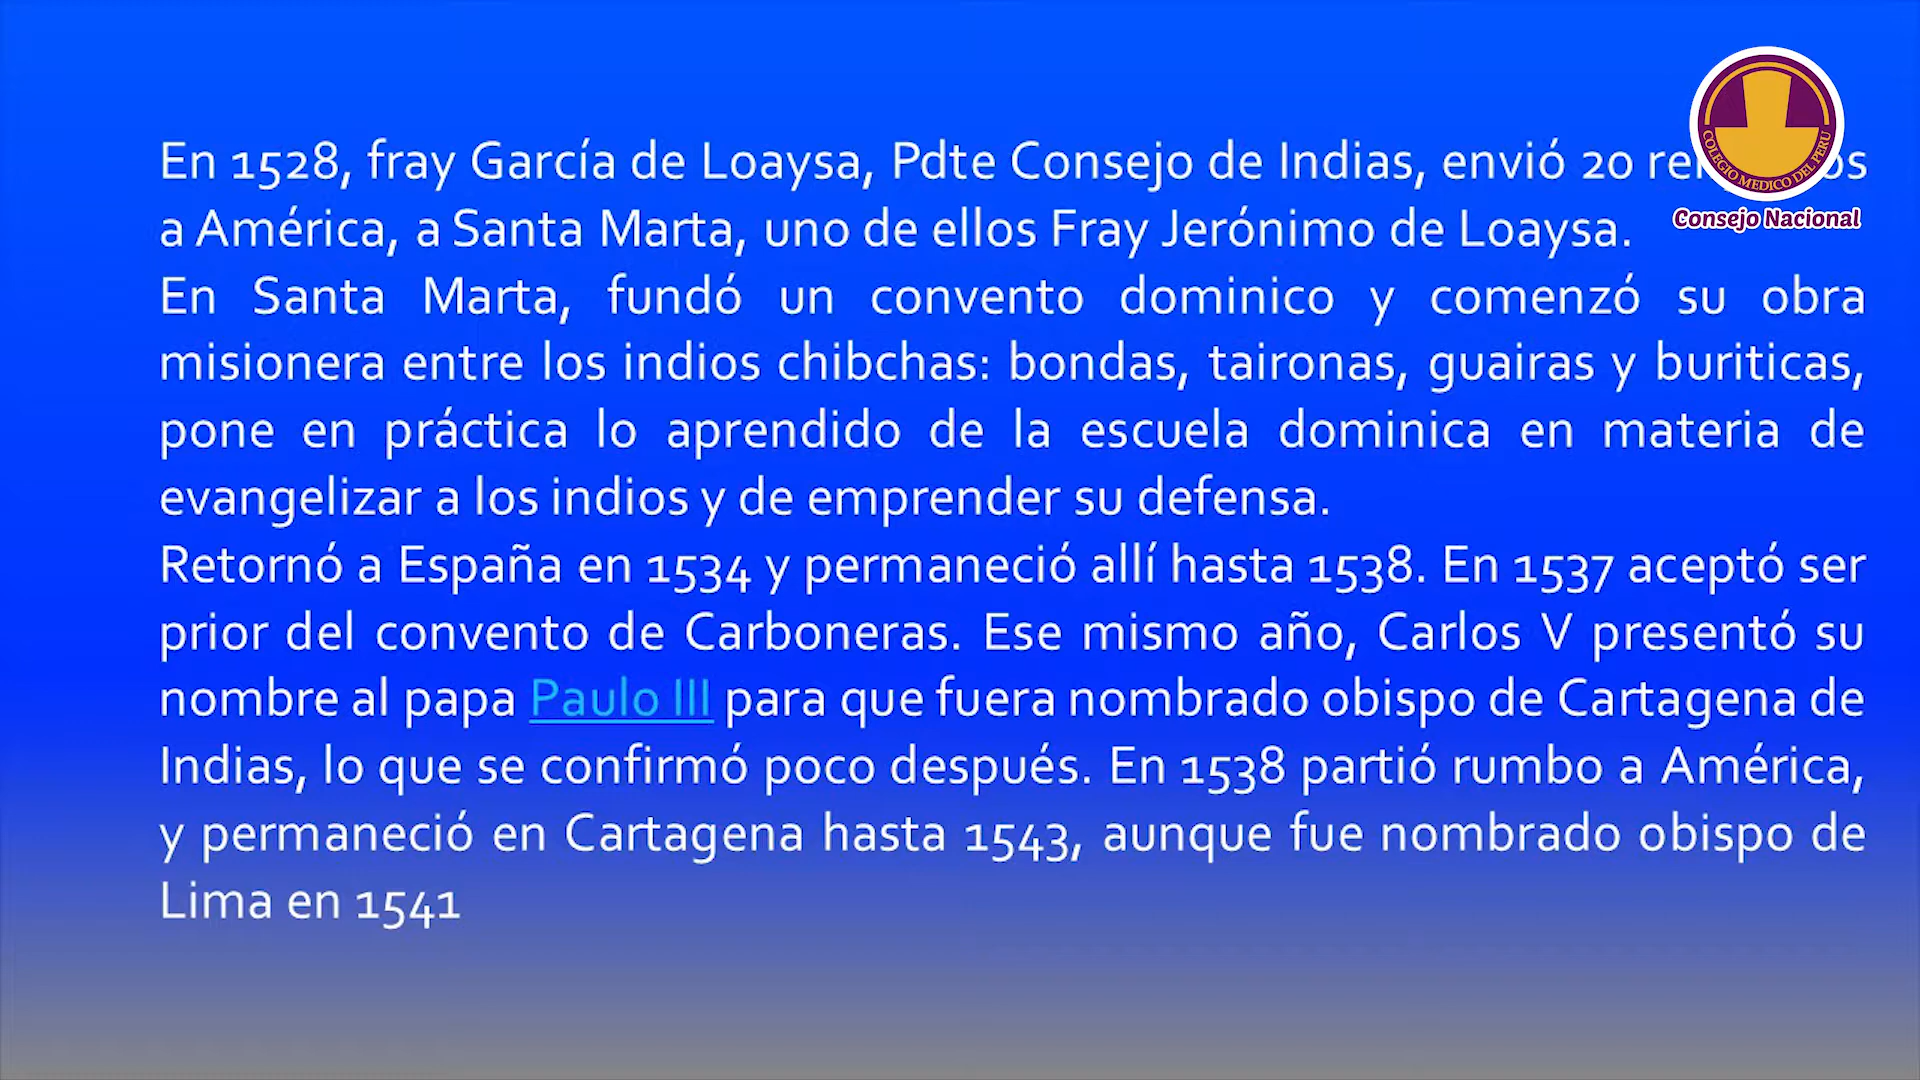 En 1528, fray García de Loaysa, Pdte Consejo de Indias, envió 20
a América, a Santa Marta, uno de ellos Fray Jerónimo de Loaysa.
En Santa Marta, fundó un convento dominico y comenzó su obra
misionera entre los indios chibchas: bondas, taironas, guairas y buriticas,
pone en práctica lo aprendido de la escuela dominica en materia de
evangelizar a los indios y de emprender su defensa.
Retornó a España en 1534 y permaneció allí hasta 1538. En 1537 aceptó ser
prior del convento de Carboneras. Ese mismo año, Carlos V presentó su
nombre al papa Paulo III para que fuera nombrado obispo de Cartagena de
Indias, lo que se confirmó poco después. En 1538 partió rumbo a América,
y permaneció en Cartagena hasta 1543, aunque fue nombrado obispo de
Lima en 1541
COLEGIO MEDICO DEL PERU
Consejo Nacional